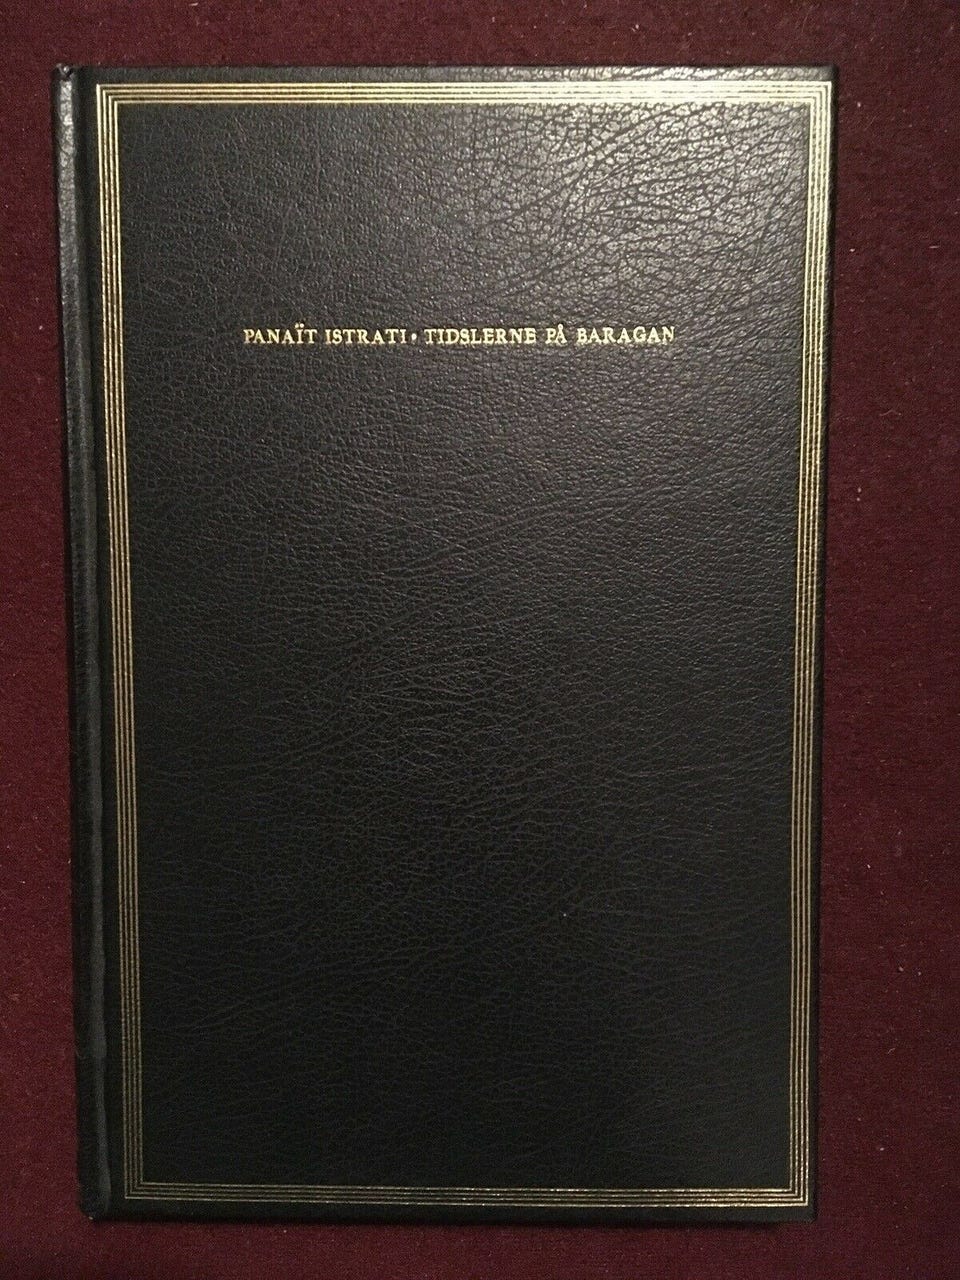 PANAÏT ISTRATI · TIDSLERNE PÅ BARAGAN